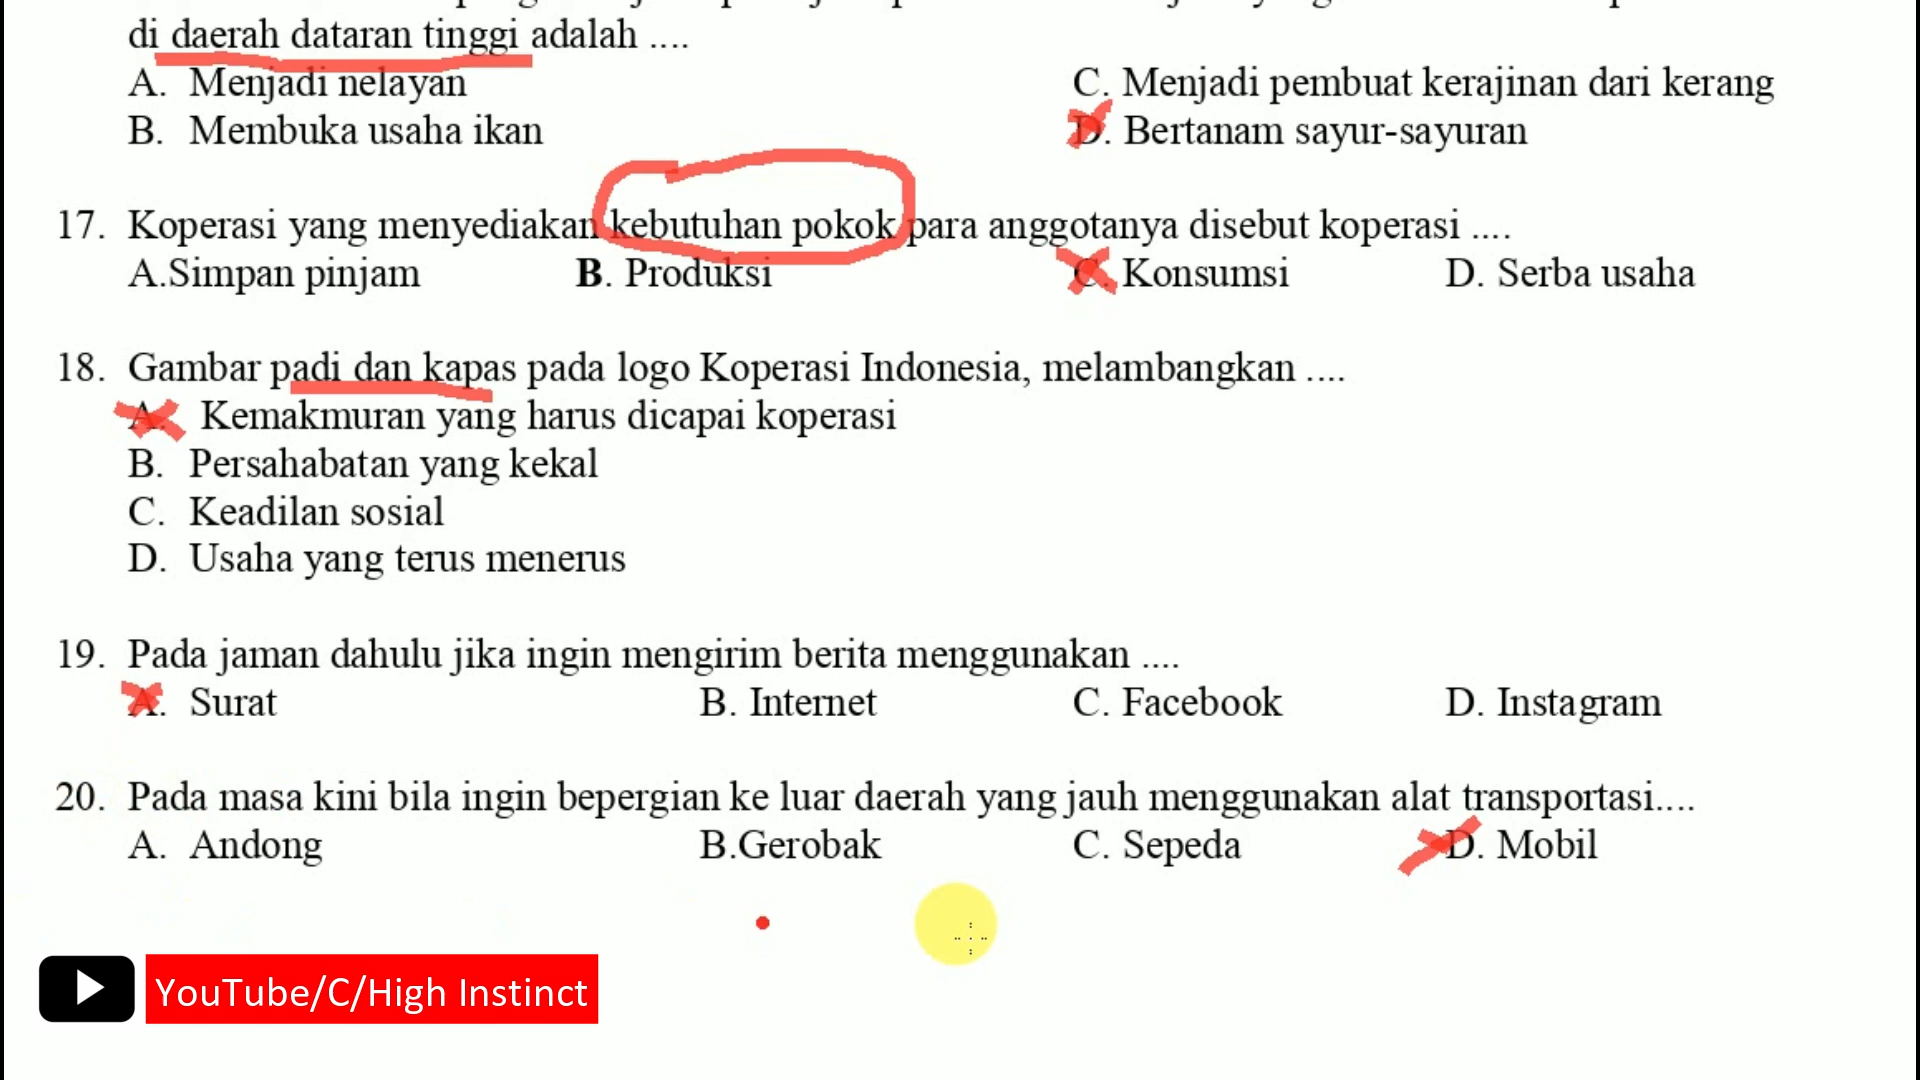 di daerah dataran tinggi adalah ....
A. Menjadi nelayan C. Menjadi pembuat kerajinan dari kerang
B. Membuka usaha ikan D. Bertanam sayur-sayuran
17. Koperasi yang menyediakan kebutuhan pokok para anggotanya disebut koperasi ....
A.Simpan pinjam B. Produksi C. Konsumsi D. Serba usaha
18. Gambar padi dan kapas pada logo Koperasi Indonesia, melambangkan ....
A. Kemakmuran yang harus dicapai koperasi
B. Persahabatan yang kekal
C. Keadilan sosial
D. Usaha yang terus menerus
19. Pada jaman dahulu jika ingin mengirim berita menggunakan ....
A. Surat B. Internet C. Facebook D. Instagram
20. Pada masa kini bila ingin bepergian ke luar daerah yang jauh menggunakan alat transportasi....
A. Andong B.Gerobak C. Sepeda D. Mobil
YouTube/C/High Instinct